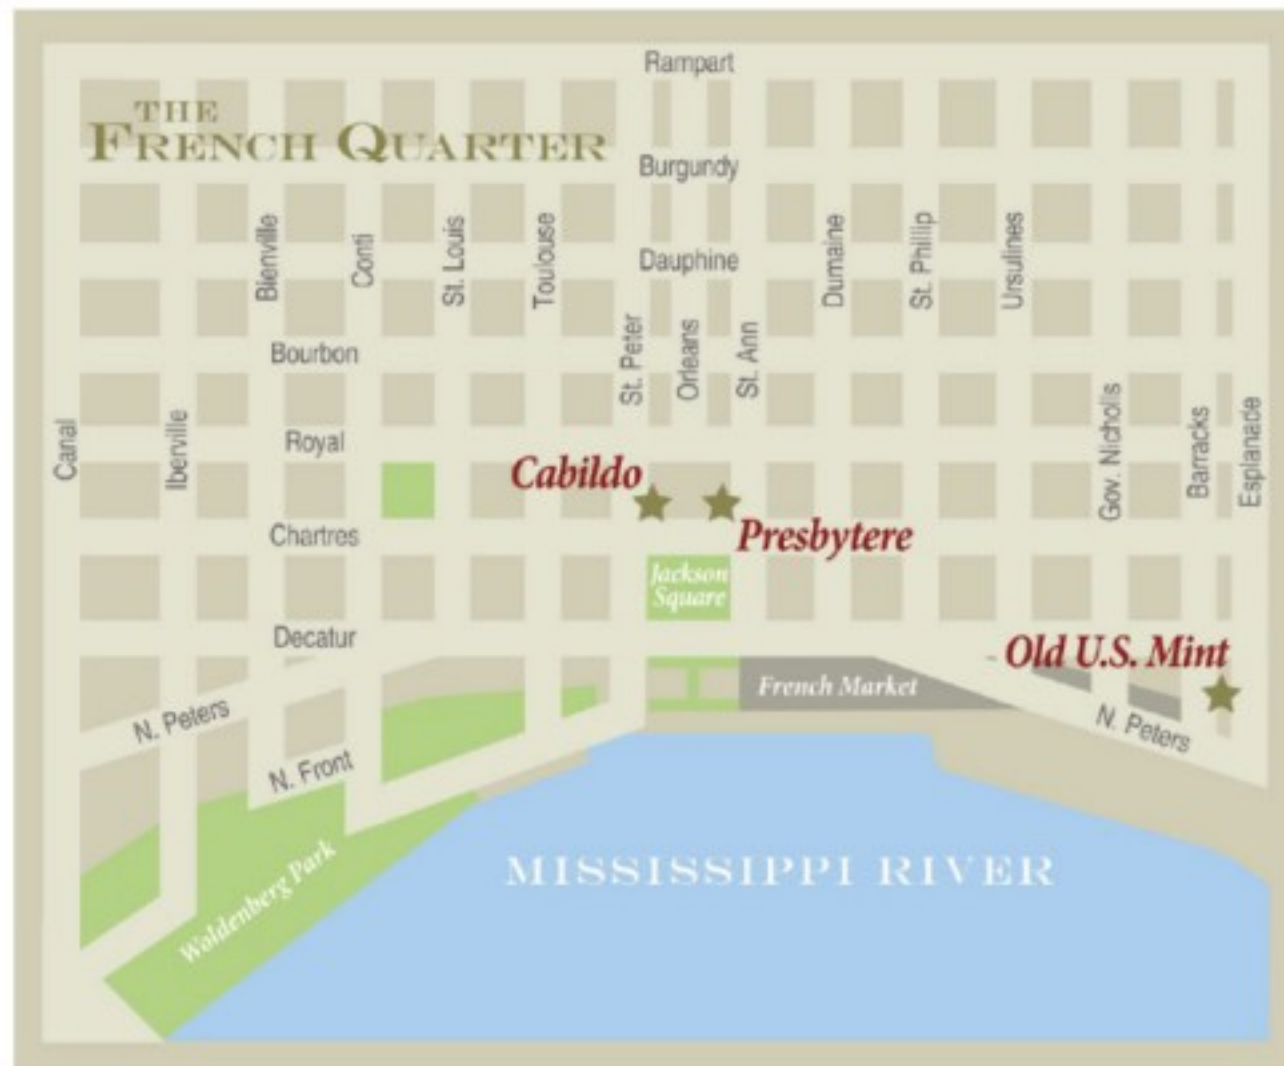 Rampart
THE
FRENCH QUARTER
Burgundy
Bienville
Conti
St. Louis
Toulouse
Dauphine
Dumaine
St. Phillip
Ursulines
St. Peter
Orleans
St. Ann
Bourbon
Canal
Iberville
Royal
Gov. Nicholls
Barracks
Esplanade
Cabildo
Chartres
Presbytere
Jackson
Square
Decatur
Old U.S. Mint
French Market
N. Peters
N. Peters
N. Front
Woldenberg Park
MISSISSIPPI RIVER